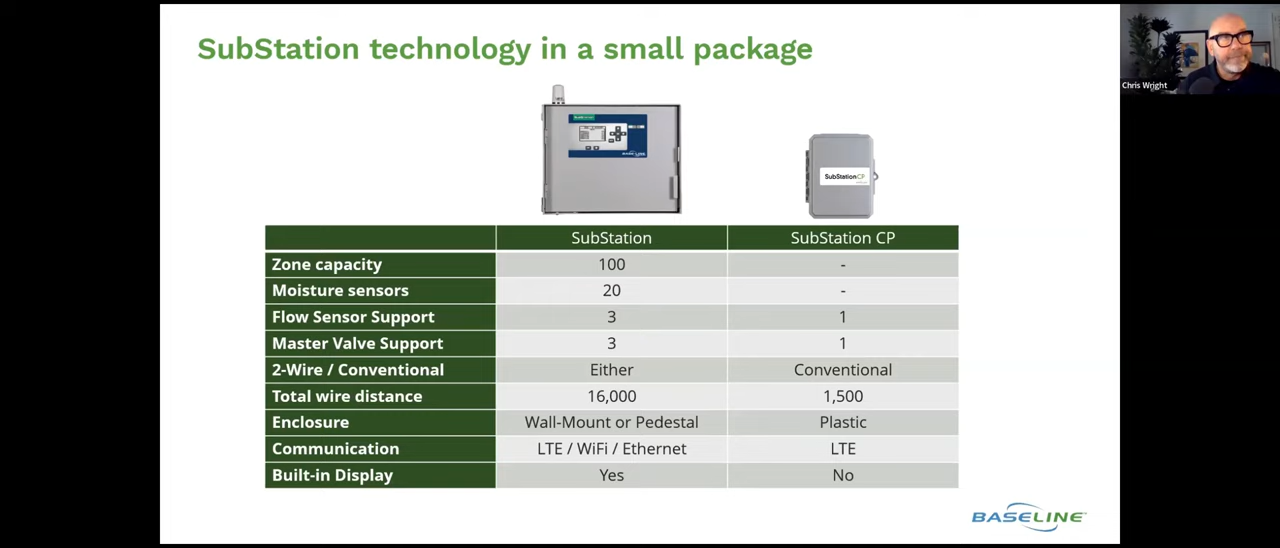 SubStation technology in a small package
Chris Wright
BASELINE
SubStationCP
SubStation SubStation CP
Zone capacity 100 -
Moisture sensors 20 -
Flow Sensor Support 3 1
Master Valve Support 3 1
2-Wire / Conventional Either Conventional
Total wire distance 16,000 1,500
Enclosure Wall-Mount or Pedestal Plastic
Communication LTE / WiFi / Ethernet LTE
Built-in Display Yes No
BASELINE